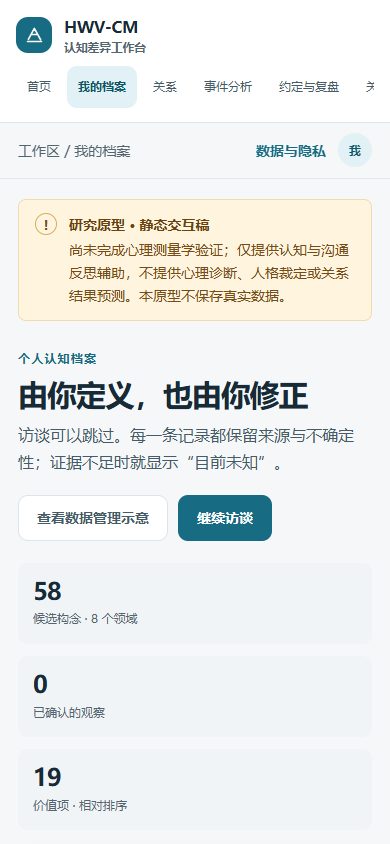 HWV-CM
认知差异工作台
首页 我的档案 关系 事件分析 约定与复盘
工作区 / 我的档案 数据与隐私 我
! 研究原型 • 静态交互稿
尚未完成心理测量学验证；仅提供认知与沟通
反思辅助，不提供心理诊断、人格裁定或关系
结果预测。本原型不保存真实数据。
个人认知档案
由你定义，也由你修正
访谈可以跳过。每一条记录都保留来源与不确定
性；证据不足时就显示“目前未知”。
查看数据管理示意 继续访谈
58
候选构念 · 8 个领域
0
已确认的观察
19
价值项 · 相对排序